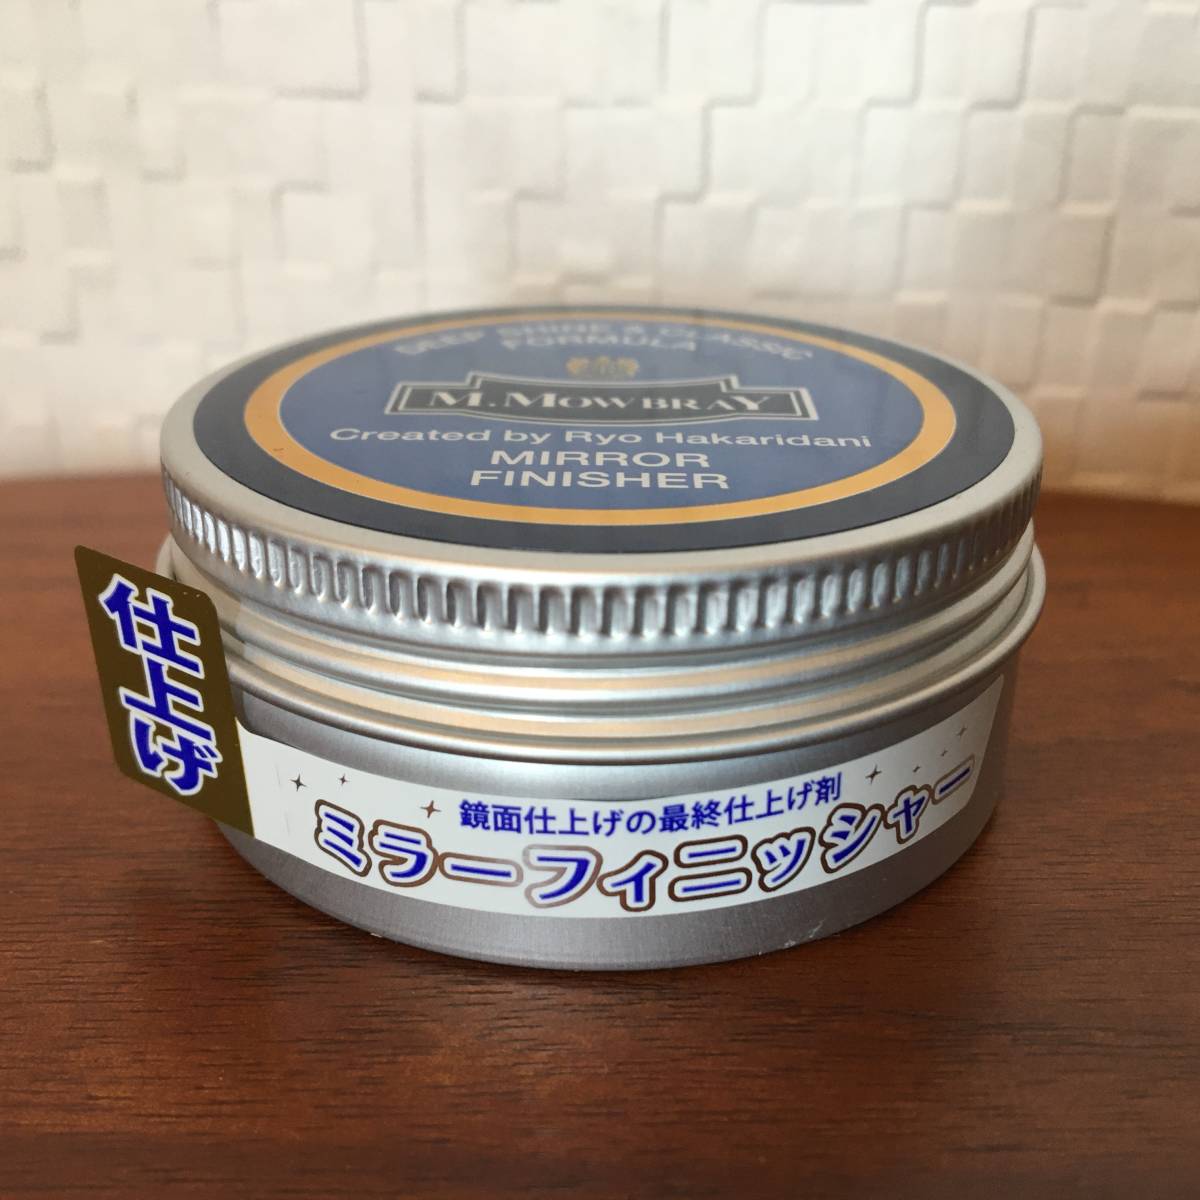 DEEP SHINE & CLASSIC
FORMULA
M.MOWBRAY
Created by Ryo Hakaridani
MIRROR
FINISHER
仕上げ
鏡面仕上げの最終仕上げ剤
ミラーフィニッシャー